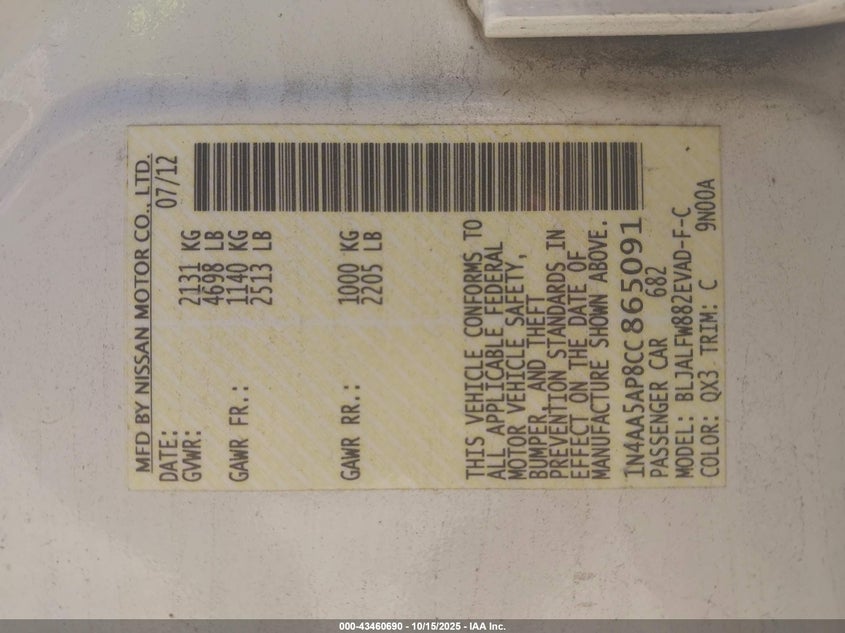 MFD BY NISSAN MOTOR CO., LTD.
DATE: 07/12
GVWR: 2131 KG
4698 LB
GAWR FR.: 1140 KG
2513 LB
GAWR RR.: 1000 KG
2205 LB
THIS VEHICLE CONFORMS TO
ALL APPLICABLE FEDERAL
MOTOR VEHICLE SAFETY,
BUMPER, AND THEFT
PREVENTION STANDARDS IN
EFFECT ON THE DATE OF
MANUFACTURE SHOWN ABOVE.
1N4AA5AP8CC865091
PASSENGER CAR 682
MODEL: BLJALFW882EVAD-F-C
COLOR: QX3 TRIM: C 9N00A
000-43460690 - 10/15/2025 - IAA Inc.